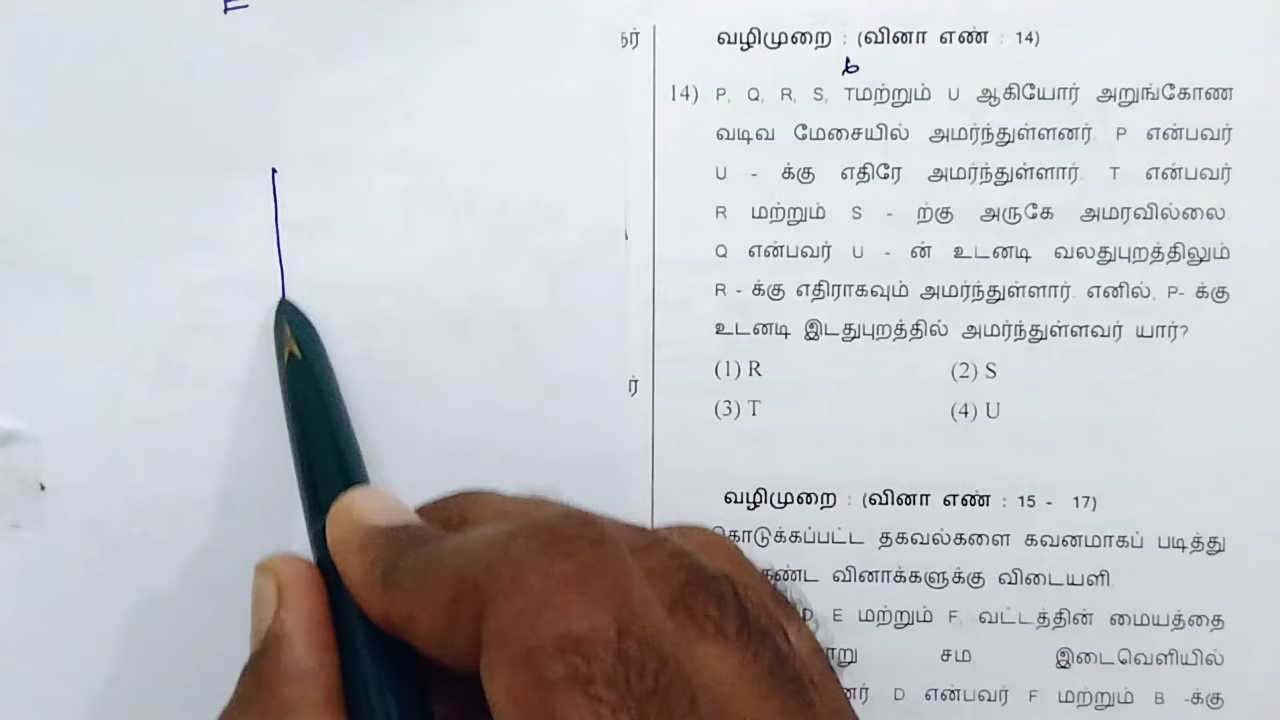 ர்
வழிமுறை : (வினா எண் : 14)
6
14) P, Q, R, S, Tமற்றும் U ஆகியோர் அறுங்கோண
வடிவ மேசையில் அமர்ந்துள்ளனர். P என்பவர்
U - க்கு எதிரே அமர்ந்துள்ளார். T என்பவர்
R மற்றும் S - ற்கு அருகே அமரவில்லை.
Q என்பவர் U - ன் உடனடி வலதுபுறத்திலும்
R - க்கு எதிராகவும் அமர்ந்துள்ளார். எனில், P- க்கு
உடனடி இடதுபுறத்தில் அமர்ந்துள்ளவர் யார்?
(1) R (2) S
ர்
(3) T (4) U
வழிமுறை : (வினா எண் : 15 - 17)
கொடுக்கப்பட்ட தகவல்களை கவனமாகப் படித்து
வினாக்களுக்கு விடையளி.
D, E மற்றும் F, வட்டத்தின் மையத்தை
சம இடைவெளியில்
D என்பவர் F மற்றும் B -க்கு